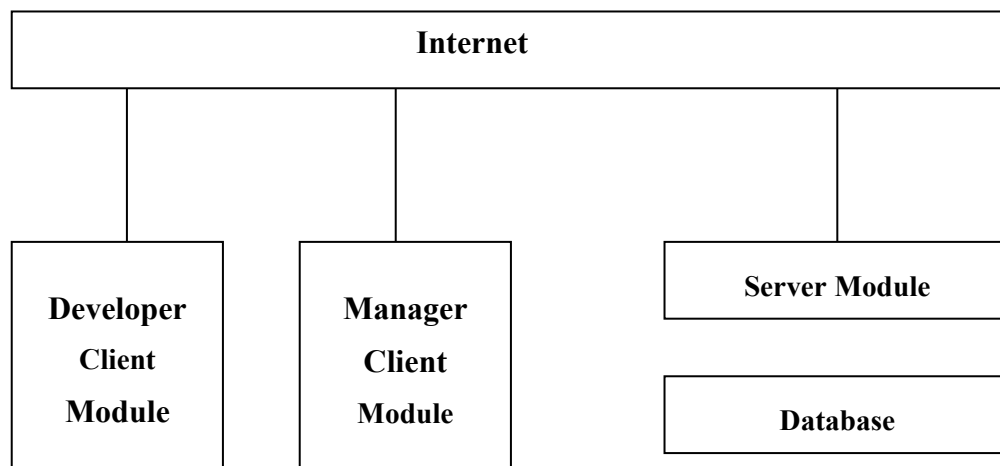 Internet
Developer
Client
Module
Manager
Client
Module
Server Module
Database